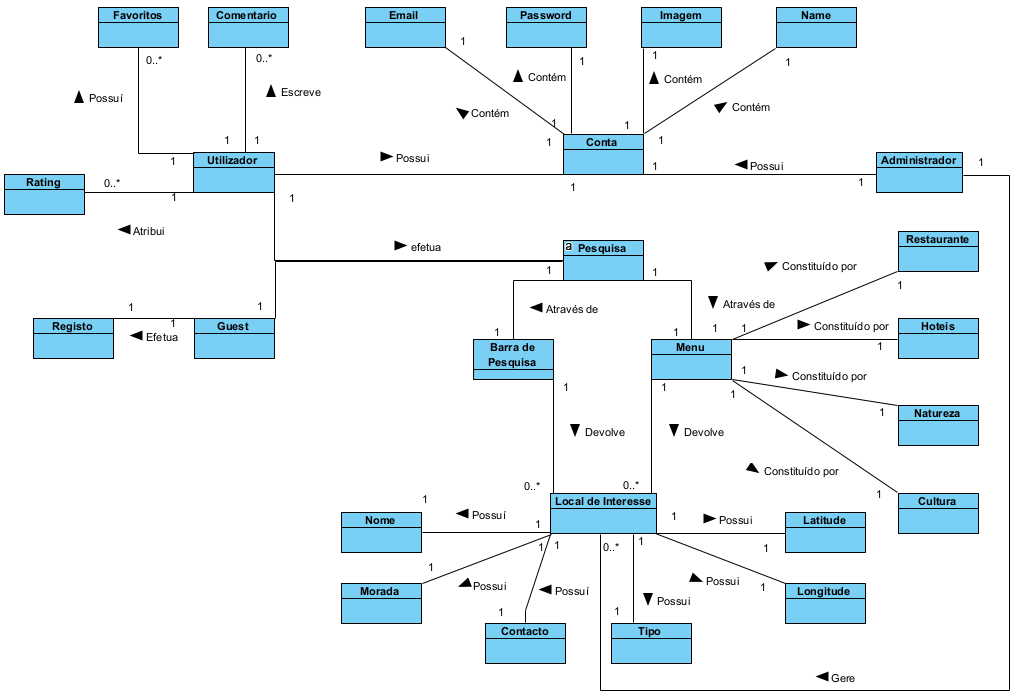 Favoritos
Comentario
Email
Password
Imagem
Name
0..*
0..*
1
1
1
1
Possuí
Escreve
Contém
Contém
Contém
Contém
1
1
1
1
1
1
Conta
1
Utilizador
Possui
1
1
Possui
Administrador
1
1
1
Rating
0..*
1
1
Atribui
efetua
a
Pesquisa
1
1
Restaurante
Constituído por
1
Registo
1
Efetua
1
1
Guest
Através de
Através de
1
1
Barra de
Pesquisa
Menu
1
1
Constituído por
1
Hoteis
1
Constituído por
1
Natureza
1
Constituído por
1
Cultura
1
Devolve
1
Devolve
0..*
0..*
Local de Interesse
Nome
1
Possuí
1
1
Possui
1
Latitude
Morada
1
Possui
1
1
Possuí
1
Contacto
1
Possui
1
Tipo
Possui
1
Longitude
0..*
Gere